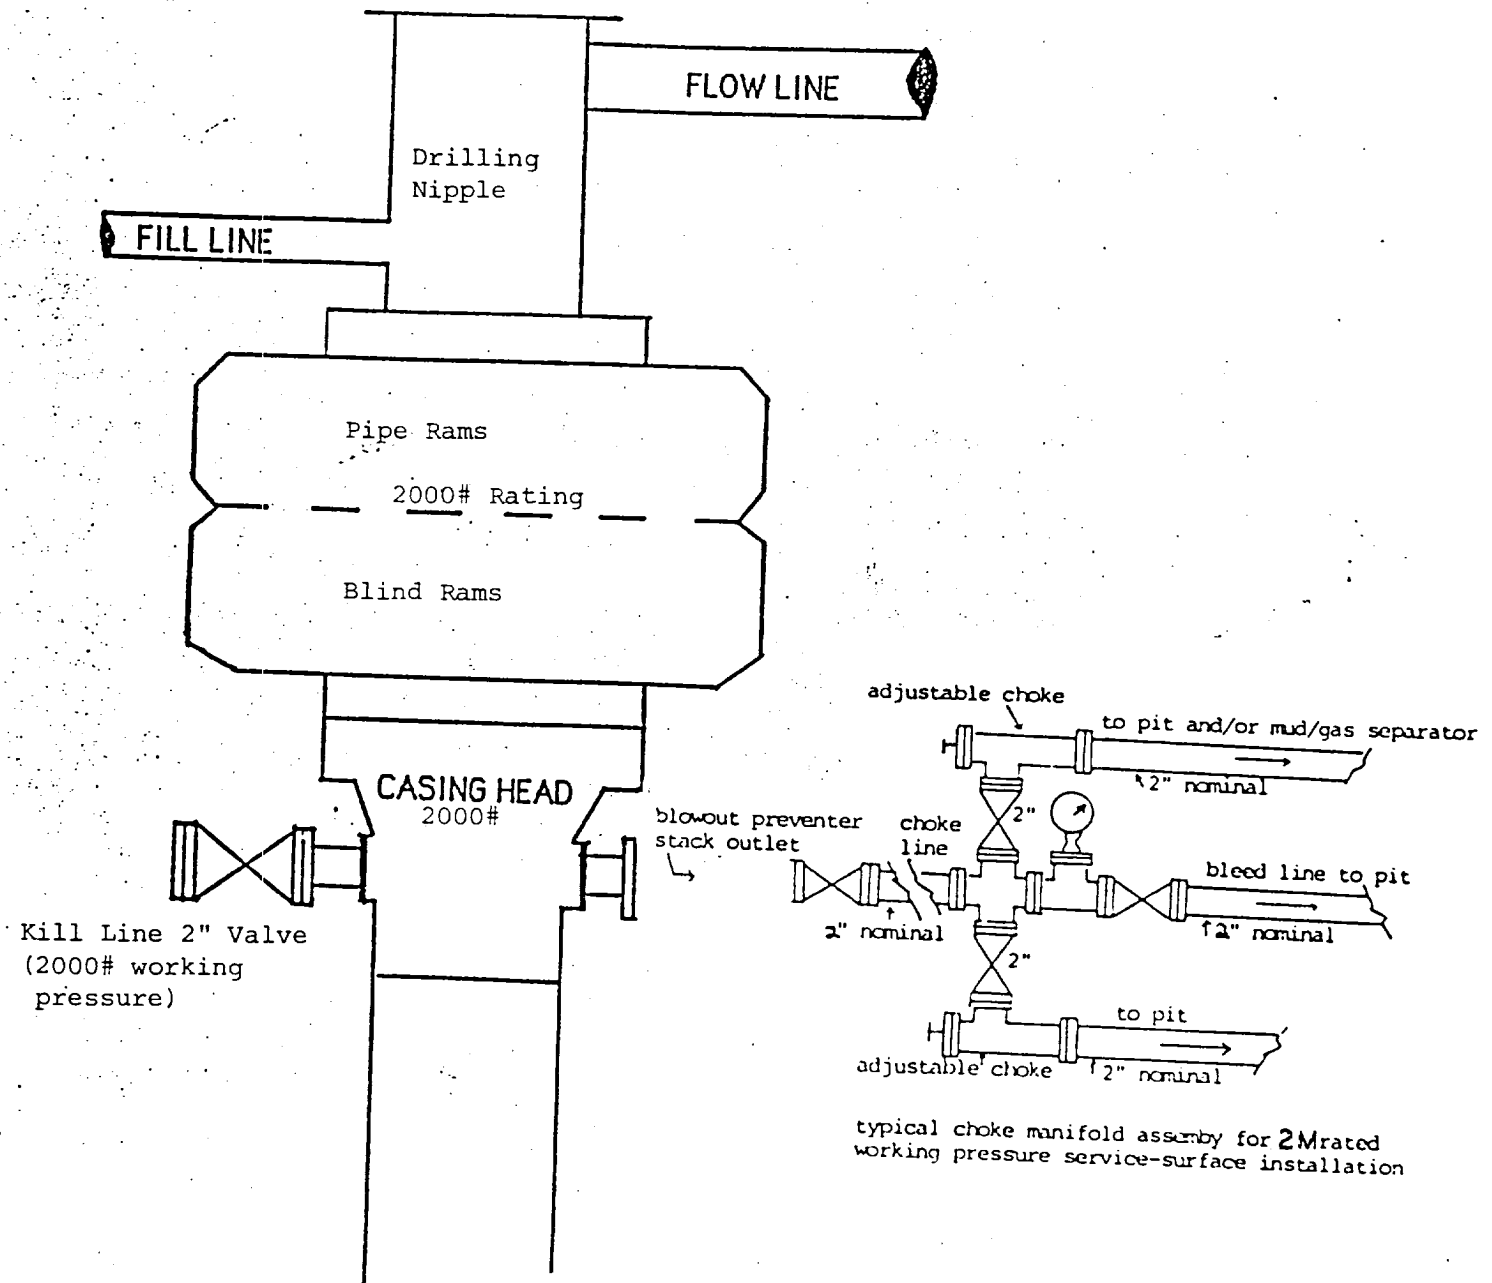 FLOW LINE
Drilling
Nipple
FILL LINE
Pipe Rams
2000# Rating
Blind Rams
CASING HEAD
2000#
Kill Line 2" Valve
(2000# working
pressure)
adjustable choke
to pit and/or mud/gas separator
2" nominal
2"
blowout preventer
stack outlet
choke
line
bleed line to pit
2" nominal
2" nominal
2"
to pit
adjustable choke
2" nominal
typical choke manifold assemby for 2M rated
working pressure service-surface installation